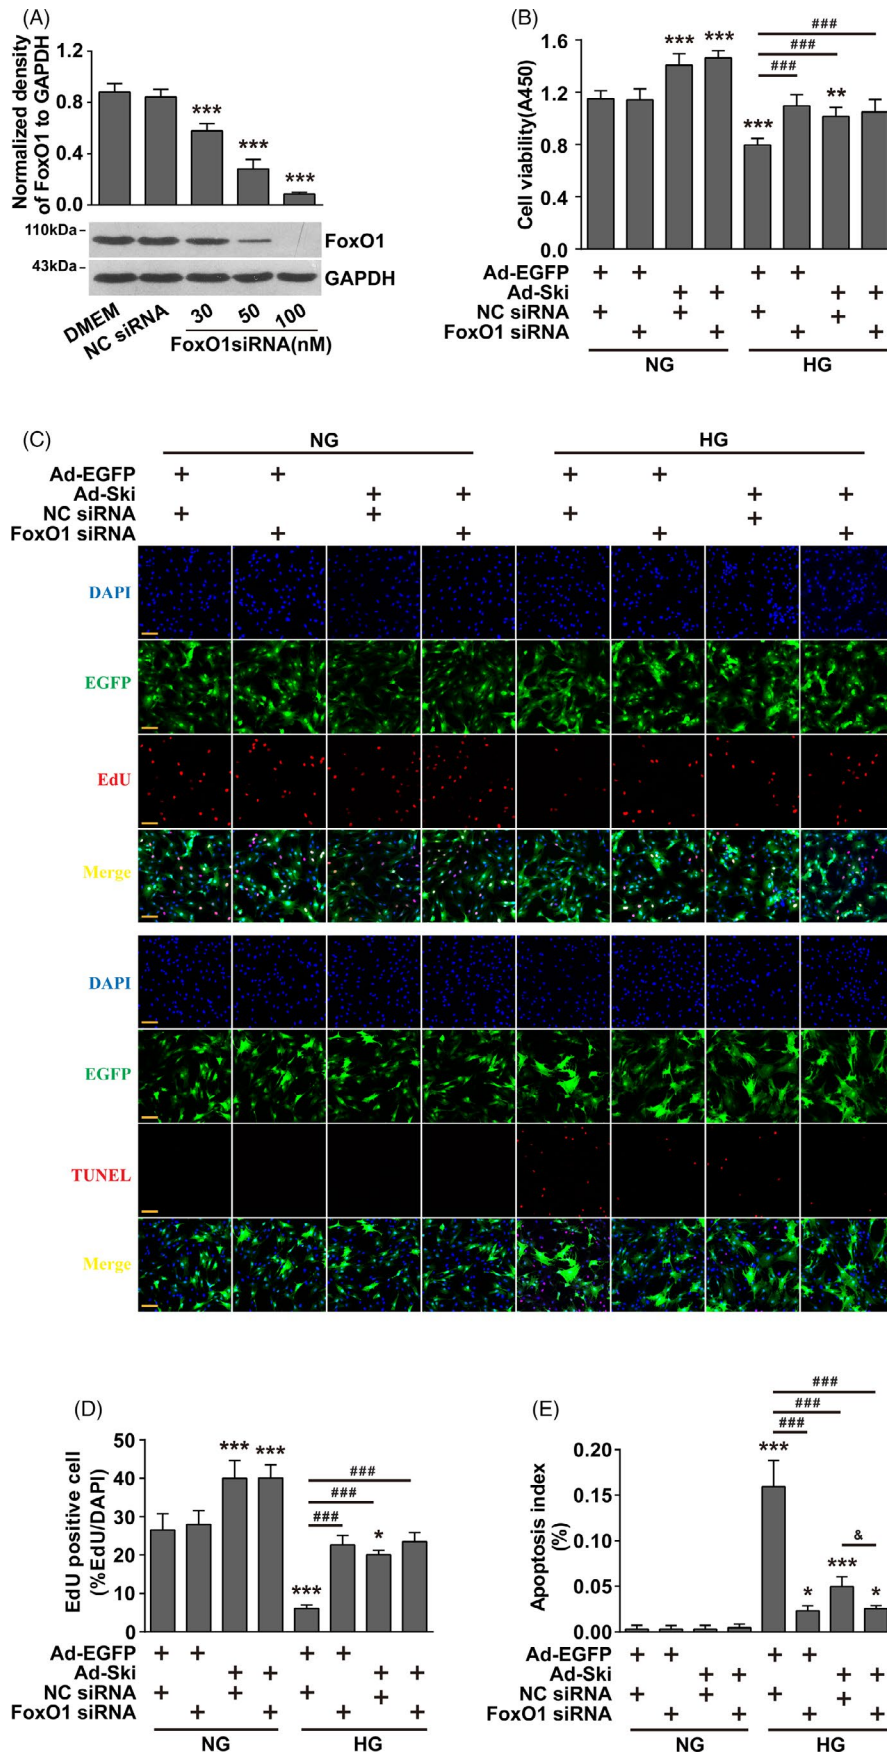 (A)
Normalized density
of FoxO1 to GAPDH
1.2
0.8
0.4
0.0
***
***
***
110kDa
FoxO1
43kDa
GAPDH
DMEM
NC siRNA
30
50
100
FoxO1siRNA(nM)
(B)
Cell viability(A450)
1.6
1.2
0.8
0.4
0.0
*** *** *** **
###
###
###
Ad-EGFP + + + +
Ad-Ski + + + +
NC siRNA + + + +
FoxO1 siRNA + + + +
NG HG
(C)
NG HG
Ad-EGFP + + + +
Ad-Ski + + + +
NC siRNA + + + +
FoxO1 siRNA + + + +
DAPI
EGFP
EdU
Merge
DAPI
EGFP
TUNEL
Merge
(D)
EdU positive cell
(%EdU/DAPI)
50
40
30
20
10
0
*** *** *** *
###
###
###
Ad-EGFP + + + +
Ad-Ski + + + +
NC siRNA + + + +
FoxO1 siRNA + + + +
NG HG
(E)
Apoptosis index
(%)
0.20
0.15
0.10
0.05
0.00
###
###
###
*** * *** *
&
Ad-EGFP + + + +
Ad-Ski + + + +
NC siRNA + + + +
FoxO1 siRNA + + + +
NG HG